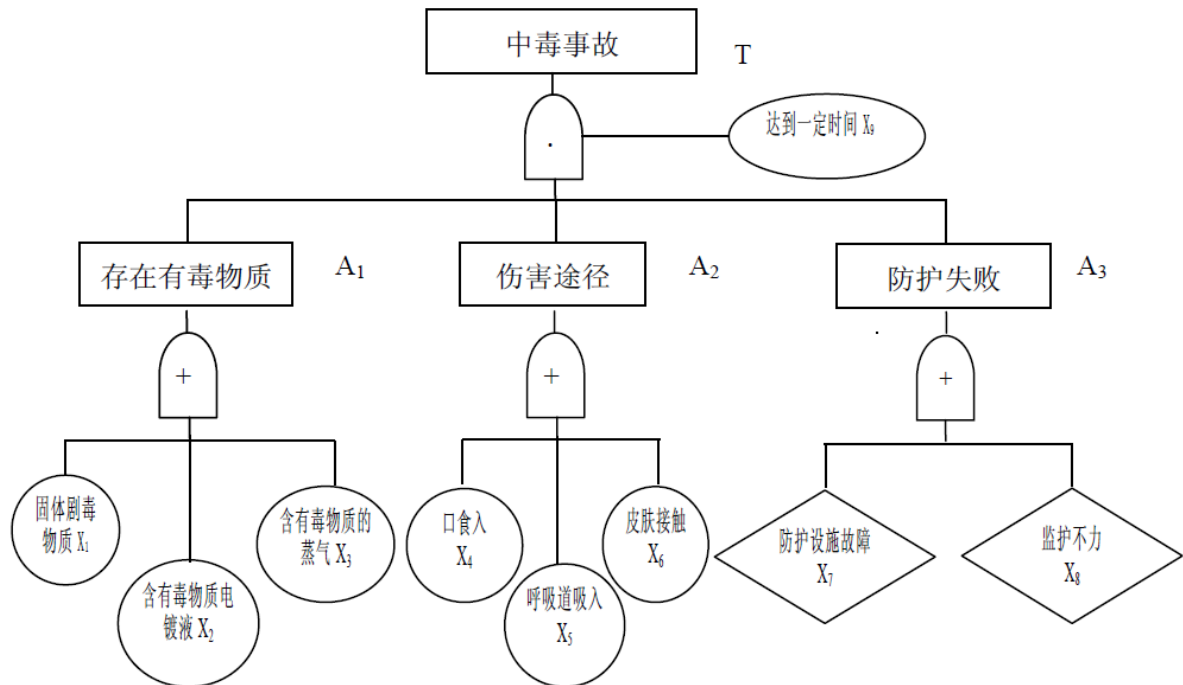 中毒事故
T
达到一定时间 X₉
·
存在有毒物质
A₁
伤害途径
A₂
防护失败
A₃
+
+
+
固体剧毒
物质 X₁
含有毒物质电
镀液 X₂
含有毒物质的
蒸气 X₃
口食入
X₄
呼吸道吸入
X₅
皮肤接触
X₆
防护设施故障
X₇
监护不力
X₈